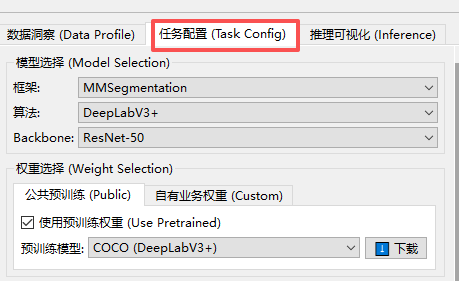 数据洞察 (Data Profile) 任务配置 (Task Config) 推理可视化 (Inference)
模型选择 (Model Selection)
框架: MMSegmentation
算法: DeepLabV3+
Backbone: ResNet-50
权重选择 (Weight Selection)
公共预训练 (Public) 自有业务权重 (Custom)
使用预训练权重 (Use Pretrained)
预训练模型: COCO (DeepLabV3+) 下载